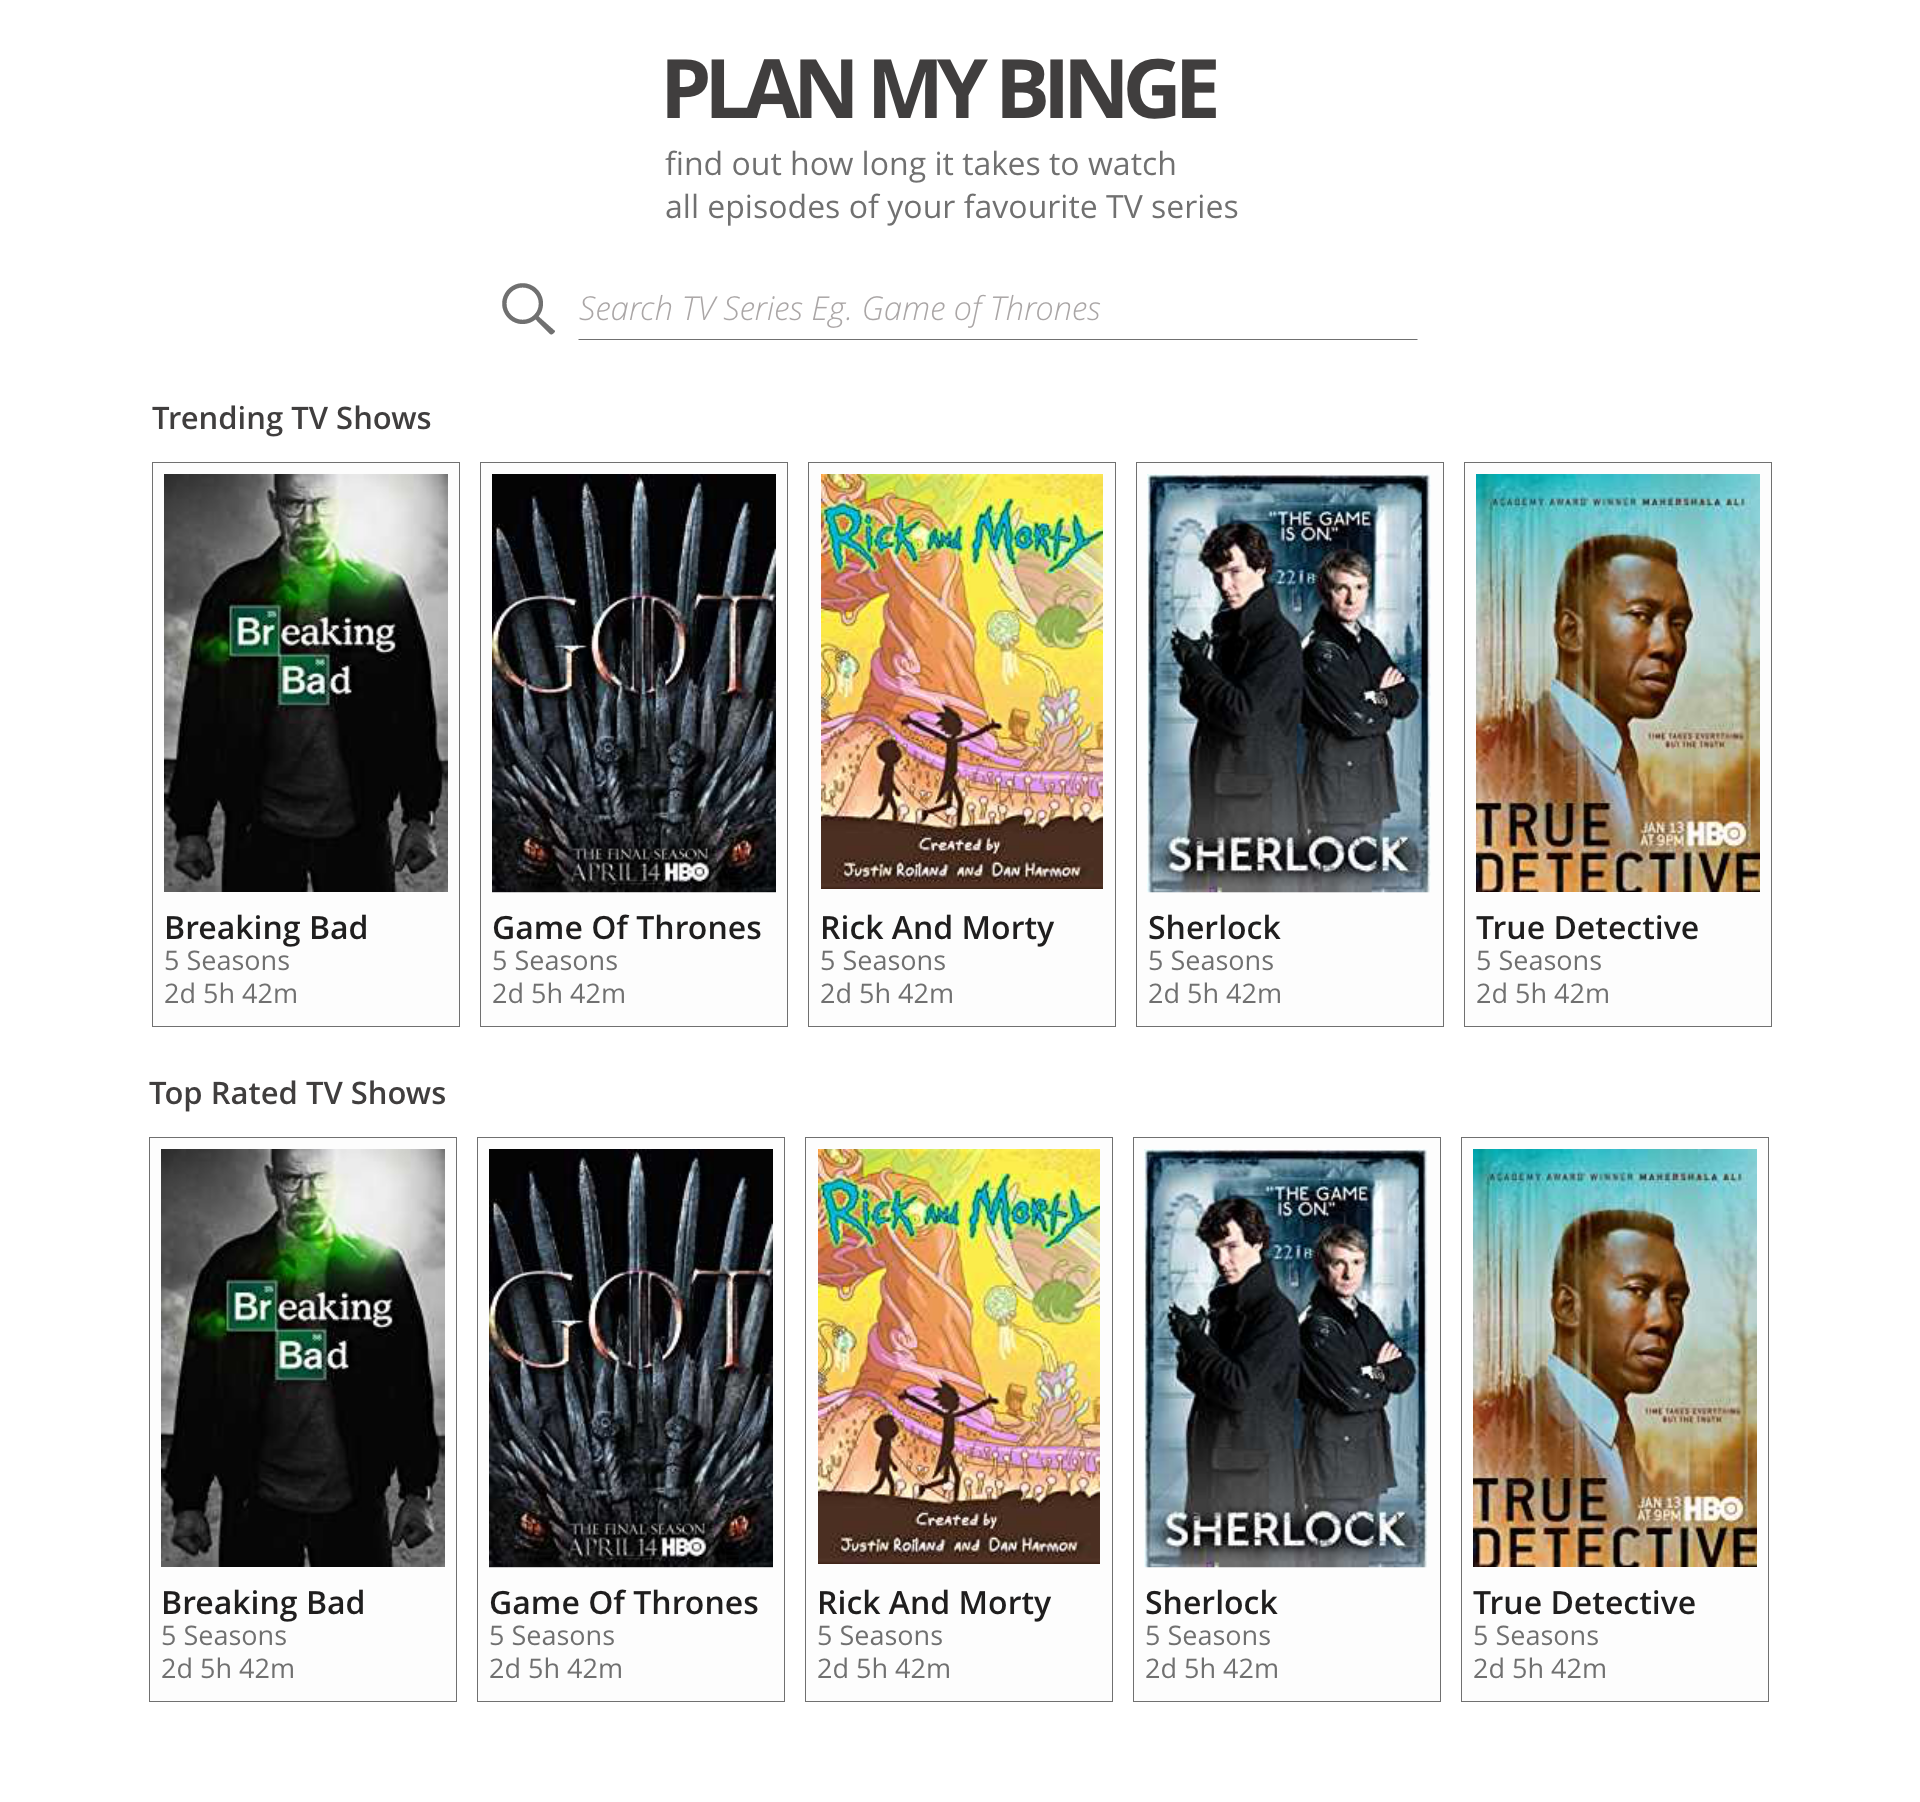 PLAN MY BINGE
find out how long it takes to watch
all episodes of your favourite TV series
Search TV Series Eg. Game of Thrones
Trending TV Shows
Breaking
Bad
GOT
THE FINAL SEASON
APRIL 14 HBO
Rick and Morty
Created by
Justin Roiland and Dan Harmon
"THE GAME
IS ON."
221B
SHERLOCK
ACADEMY AWARD WINNER MAHERSHALA ALI
TIME TAKES EVERYTHING
BUT THE TRUTH
TRUE
DETECTIVE
JAN 13
AT 9PM HBO
Breaking Bad
5 Seasons
2d 5h 42m
Game Of Thrones
5 Seasons
2d 5h 42m
Rick And Morty
5 Seasons
2d 5h 42m
Sherlock
5 Seasons
2d 5h 42m
True Detective
5 Seasons
2d 5h 42m
Top Rated TV Shows
Breaking
Bad
GOT
THE FINAL SEASON
APRIL 14 HBO
Rick and Morty
Created by
Justin Roiland and Dan Harmon
"THE GAME
IS ON."
221B
SHERLOCK
ACADEMY AWARD WINNER MAHERSHALA ALI
TIME TAKES EVERYTHING
BUT THE TRUTH
TRUE
DETECTIVE
JAN 13
AT 9PM HBO
Breaking Bad
5 Seasons
2d 5h 42m
Game Of Thrones
5 Seasons
2d 5h 42m
Rick And Morty
5 Seasons
2d 5h 42m
Sherlock
5 Seasons
2d 5h 42m
True Detective
5 Seasons
2d 5h 42m